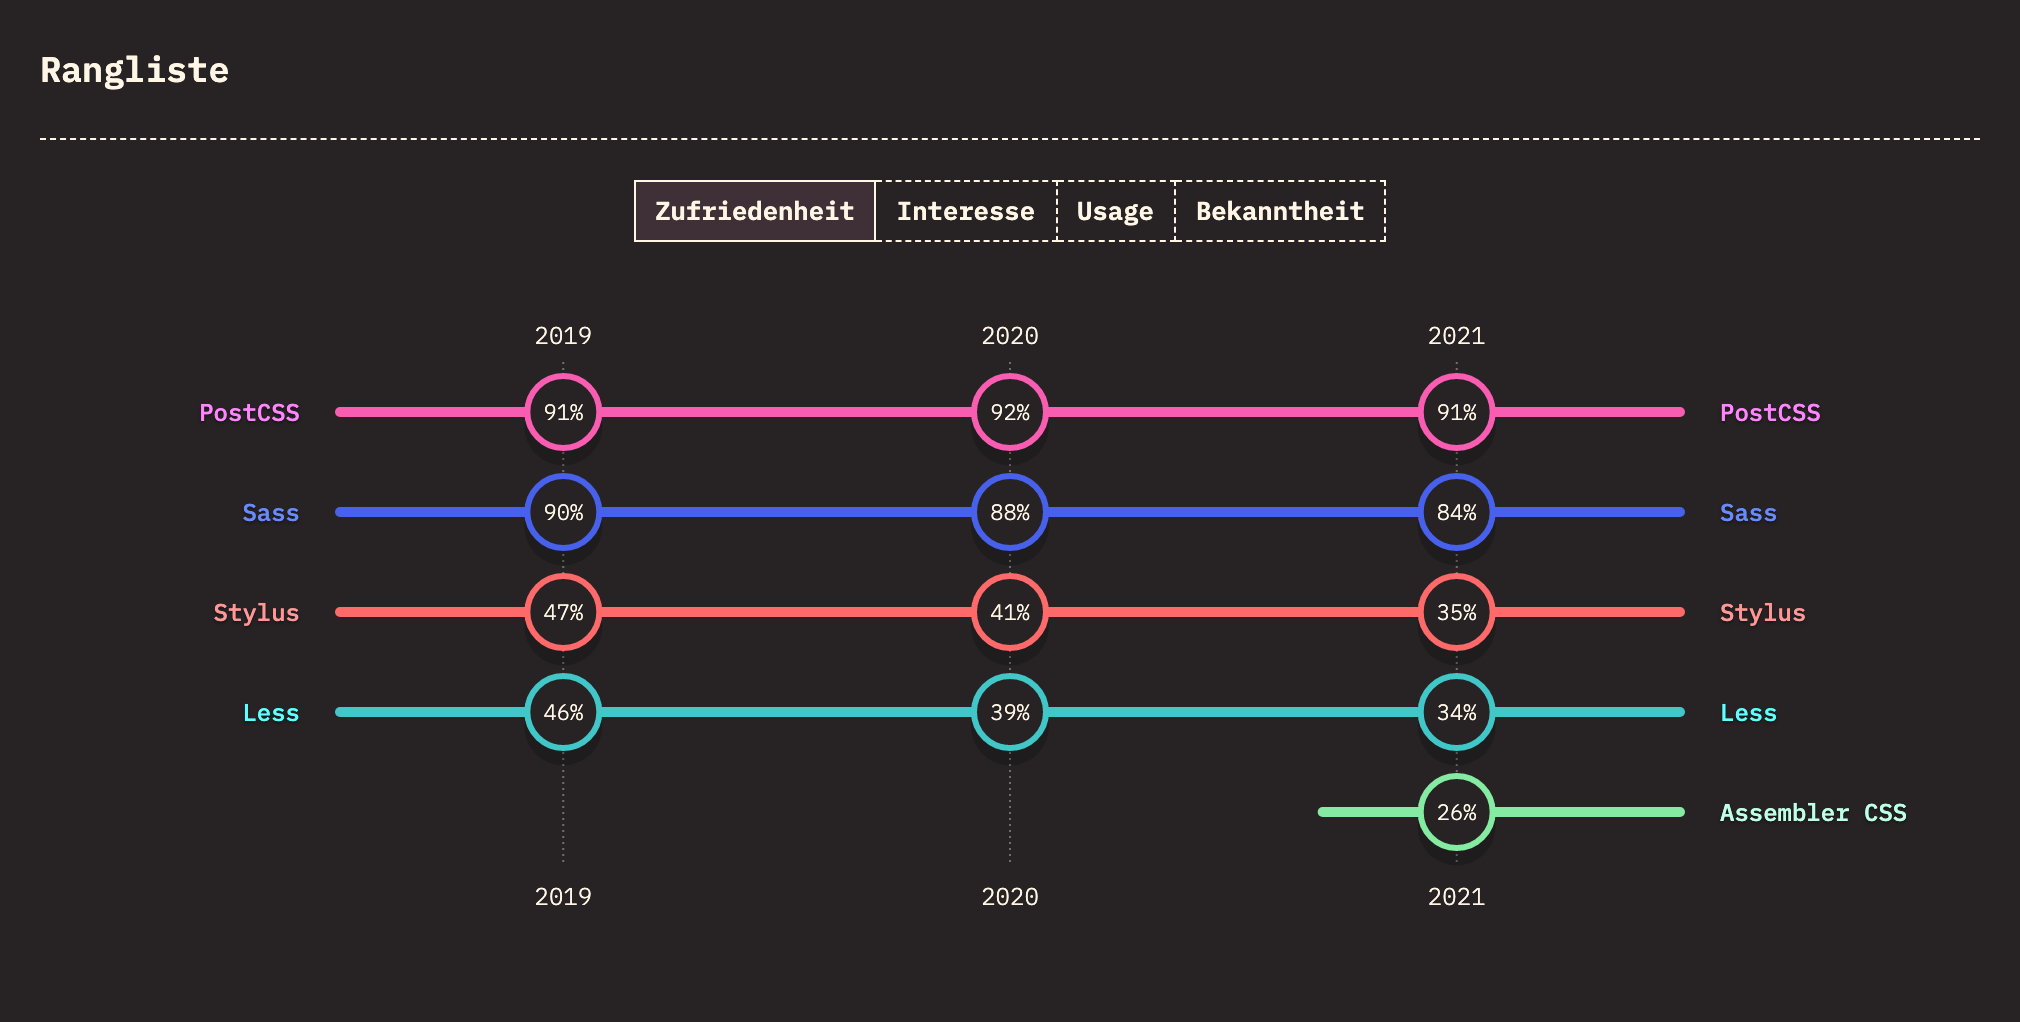 Rangliste
Zufriedenheit Interesse Usage Bekanntheit
2019 2020 2021
PostCSS 91% 92% 91% PostCSS
Sass 90% 88% 84% Sass
Stylus 47% 41% 35% Stylus
Less 46% 39% 34% Less
26% Assembler CSS
2019 2020 2021